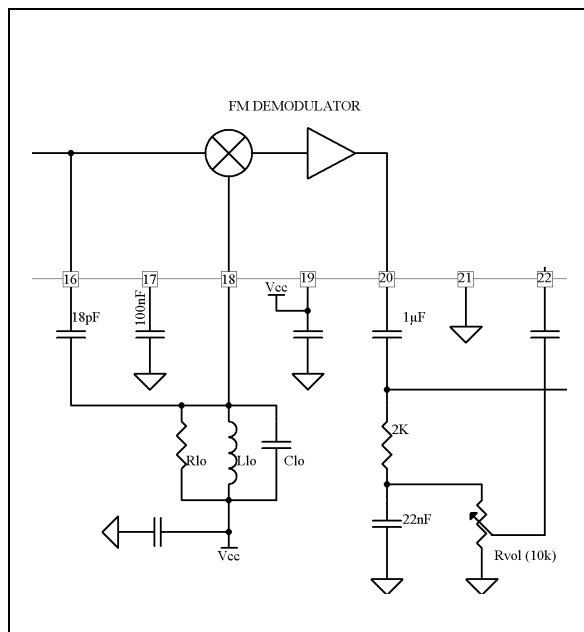 FM DEMODULATOR
16
17
18
19
20
21
22
Vcc
18pF
100nF
1µF
2K
Rlo
Llo
Clo
22nF
Vcc
Rvol (10k)